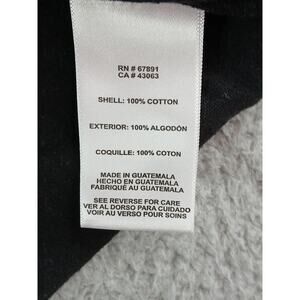 RN # 67891
CA # 43063
SHELL: 100% COTTON
EXTERIOR: 100% ALGODÓN
COQUILLE: 100% COTON
MADE IN GUATEMALA
HECHO EN GUATEMALA
FABRIQUÉ AU GUATEMALA
SEE REVERSE FOR CARE
VER AL DORSO PARA CUIDADO
VOIR AU VERSO POUR SOINS